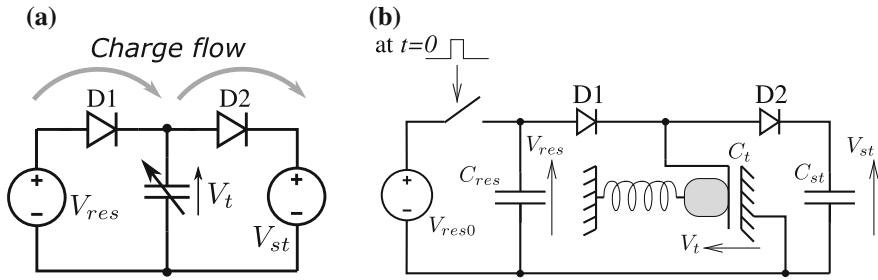 (a)
Charge flow
D1
D2
+
−
V_res
V_t
+
−
V_st
(b)
at t=0
D1
D2
+
−
V_res0
C_res
V_res
C_t
V_t
C_st
V_st